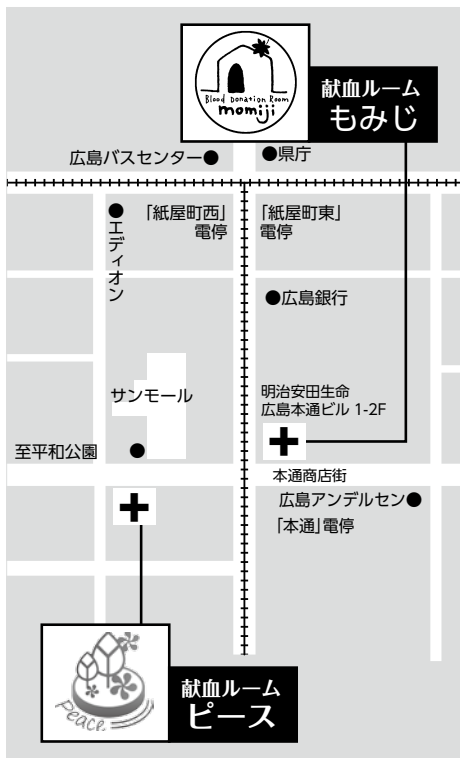 Blood Donation Room
momiji
献血ルーム
もみじ
広島バスセンター●
●県庁
●エディオン
「紙屋町西」
電停
「紙屋町東」
電停
●広島銀行
サンモール
明治安田生命
広島本通ビル 1-2F
至平和公園
本通商店街
広島アンデルセン●
「本通」電停
Peace
献血ルーム
ピース